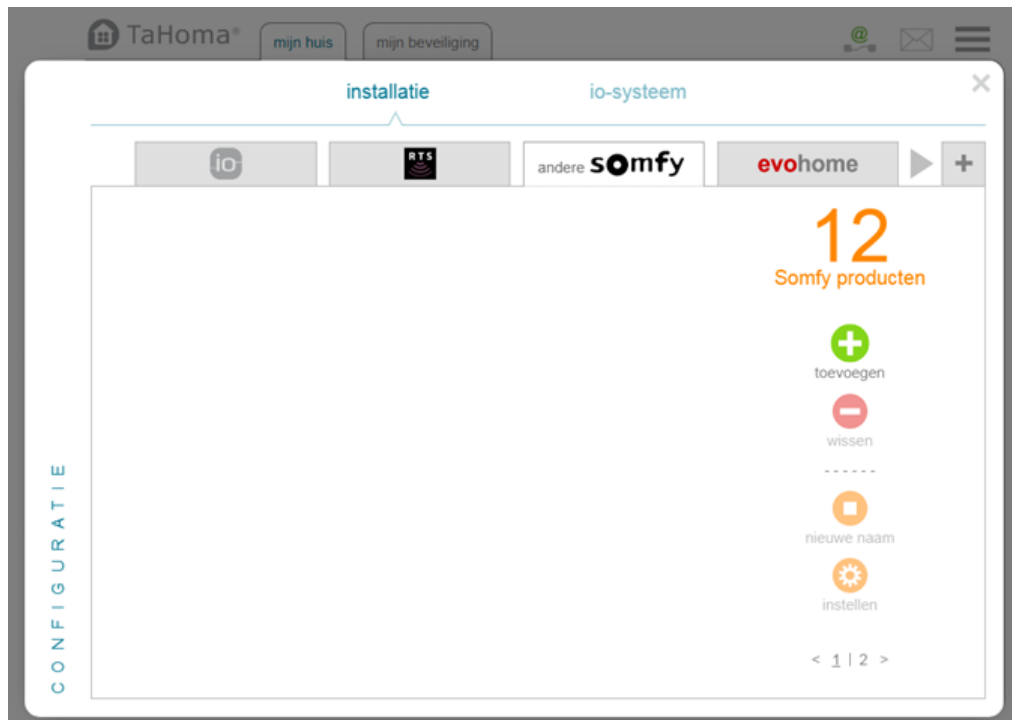 TaHoma®
mijn huis
mijn beveiliging
@
installatie
io-systeem
×
io
RTS
andere somfy
evohome
+
12
Somfy producten
toevoegen
wissen
------
nieuwe naam
instellen
< 1 | 2 >
CONFIGURATIE